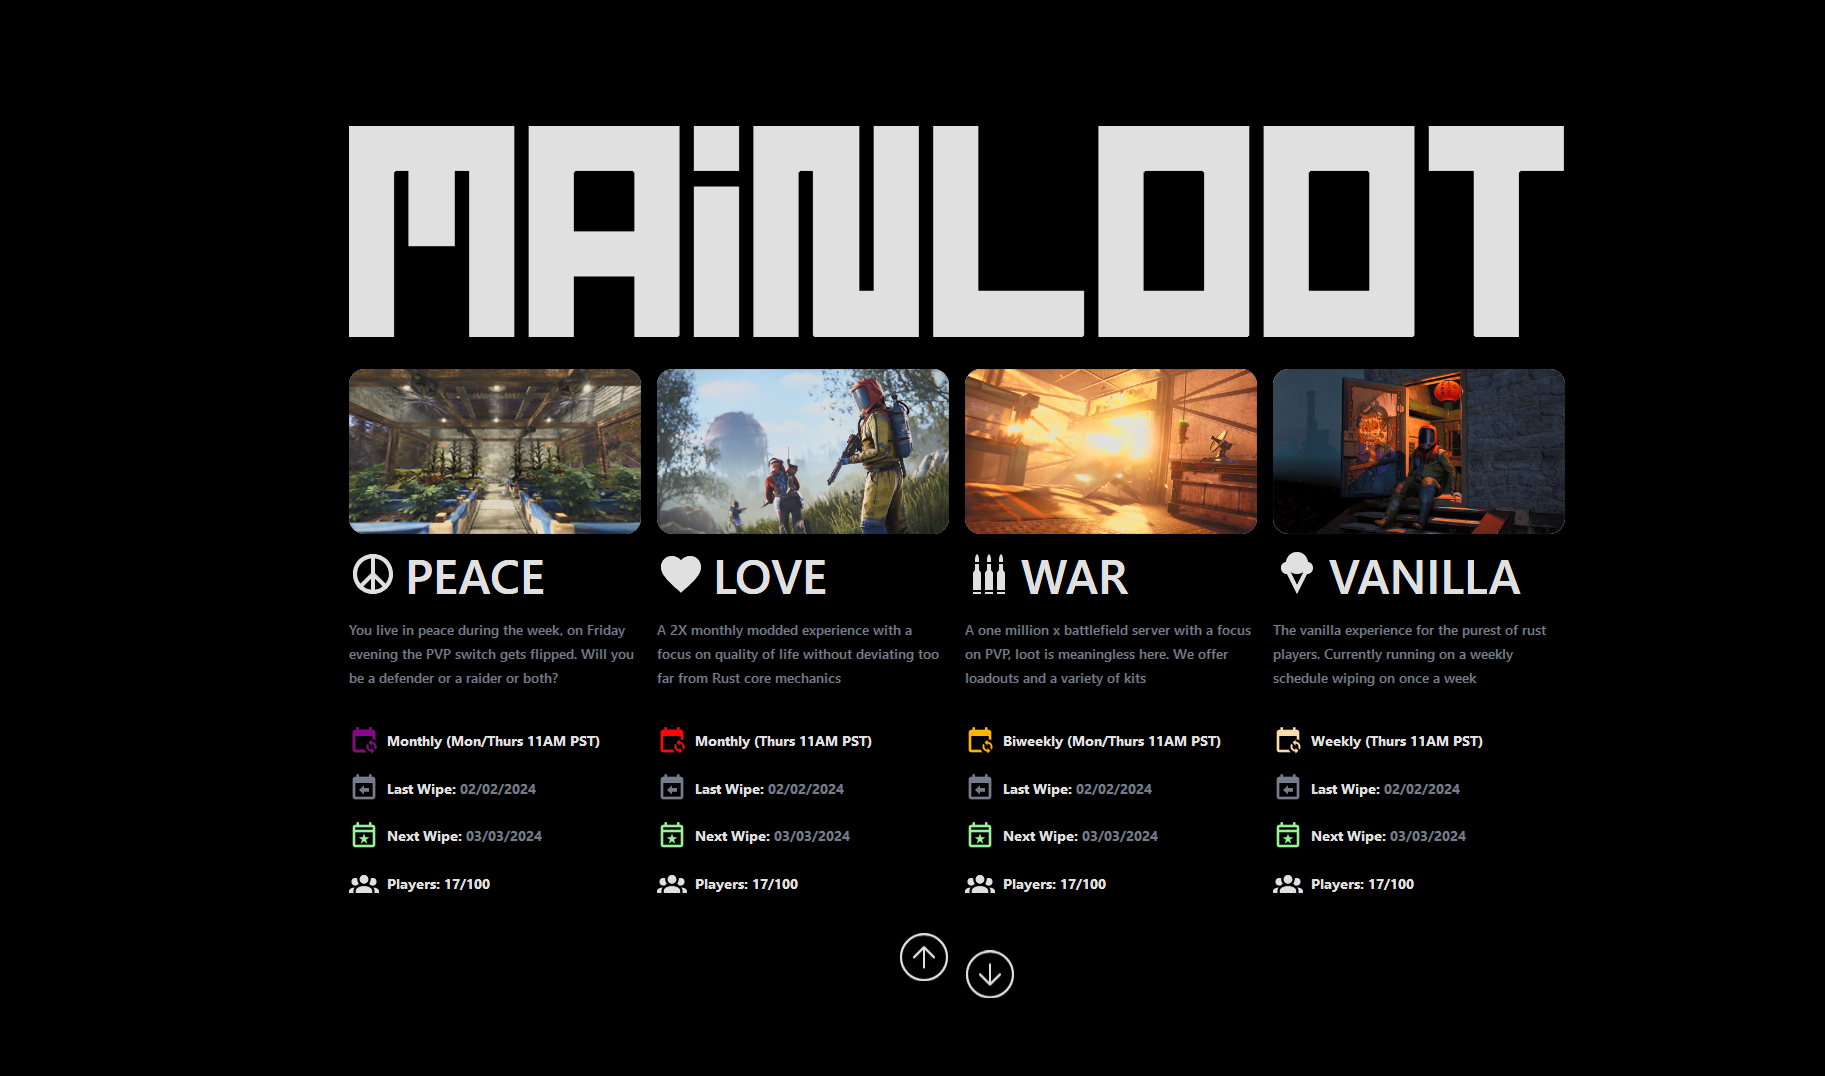 MAiNLOOT
PEACE
You live in peace during the week, on Friday
evening the PVP switch gets flipped. Will you
be a defender or a raider or both?
Monthly (Mon/Thurs 11AM PST)
Last Wipe: 02/02/2024
Next Wipe: 03/03/2024
Players: 17/100
LOVE
A 2X monthly modded experience with a
focus on quality of life without deviating too
far from Rust core mechanics
Monthly (Thurs 11AM PST)
Last Wipe: 02/02/2024
Next Wipe: 03/03/2024
Players: 17/100
WAR
A one million x battlefield server with a focus
on PVP, loot is meaningless here. We offer
loadouts and a variety of kits
Biweekly (Mon/Thurs 11AM PST)
Last Wipe: 02/02/2024
Next Wipe: 03/03/2024
Players: 17/100
VANILLA
The vanilla experience for the purest of rust
players. Currently running on a weekly
schedule wiping on once a week
Weekly (Thurs 11AM PST)
Last Wipe: 02/02/2024
Next Wipe: 03/03/2024
Players: 17/100